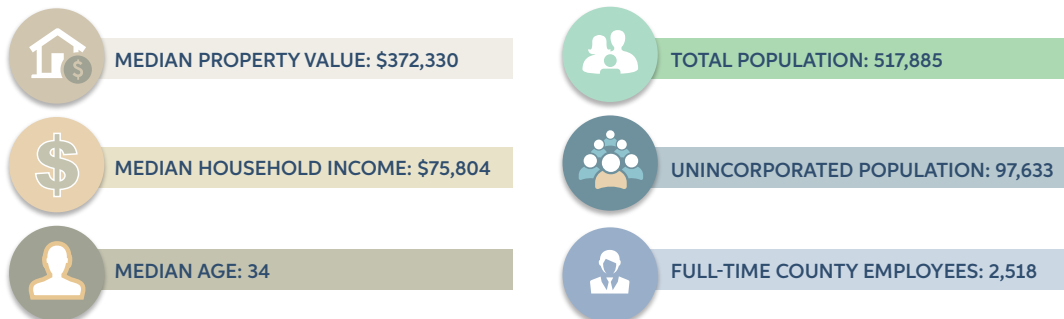 MEDIAN PROPERTY VALUE: $372,330
MEDIAN HOUSEHOLD INCOME: $75,804
MEDIAN AGE: 34
TOTAL POPULATION: 517,885
UNINCORPORATED POPULATION: 97,633
FULL-TIME COUNTY EMPLOYEES: 2,518